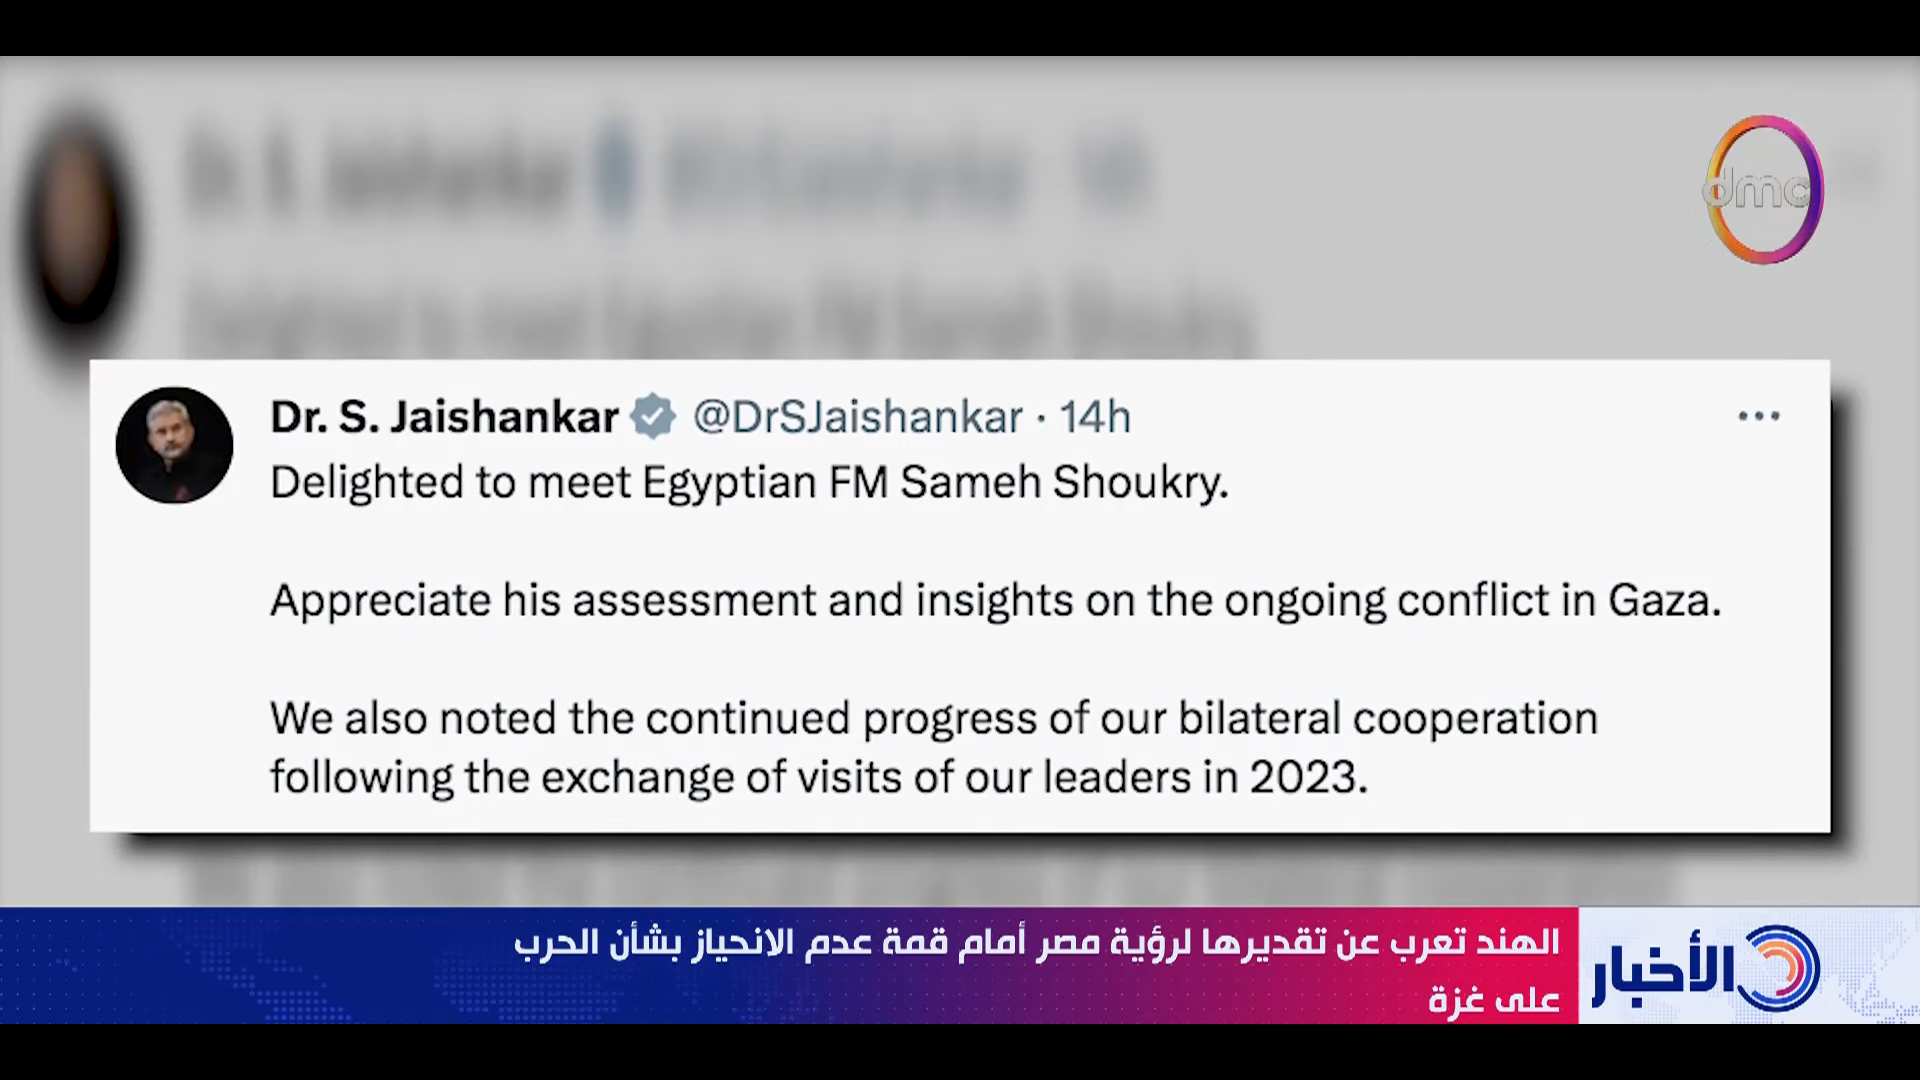 dmc
Dr. S. Jaishankar @DrSJaishankar · 14h
Delighted to meet Egyptian FM Sameh Shoukry.
Appreciate his assessment and insights on the ongoing conflict in Gaza.
We also noted the continued progress of our bilateral cooperation
following the exchange of visits of our leaders in 2023.
الهند تعرب عن تقديرها لرؤية مصر أمام قمة عدم الانحياز بشأن الحرب
على غزة
الأخبار